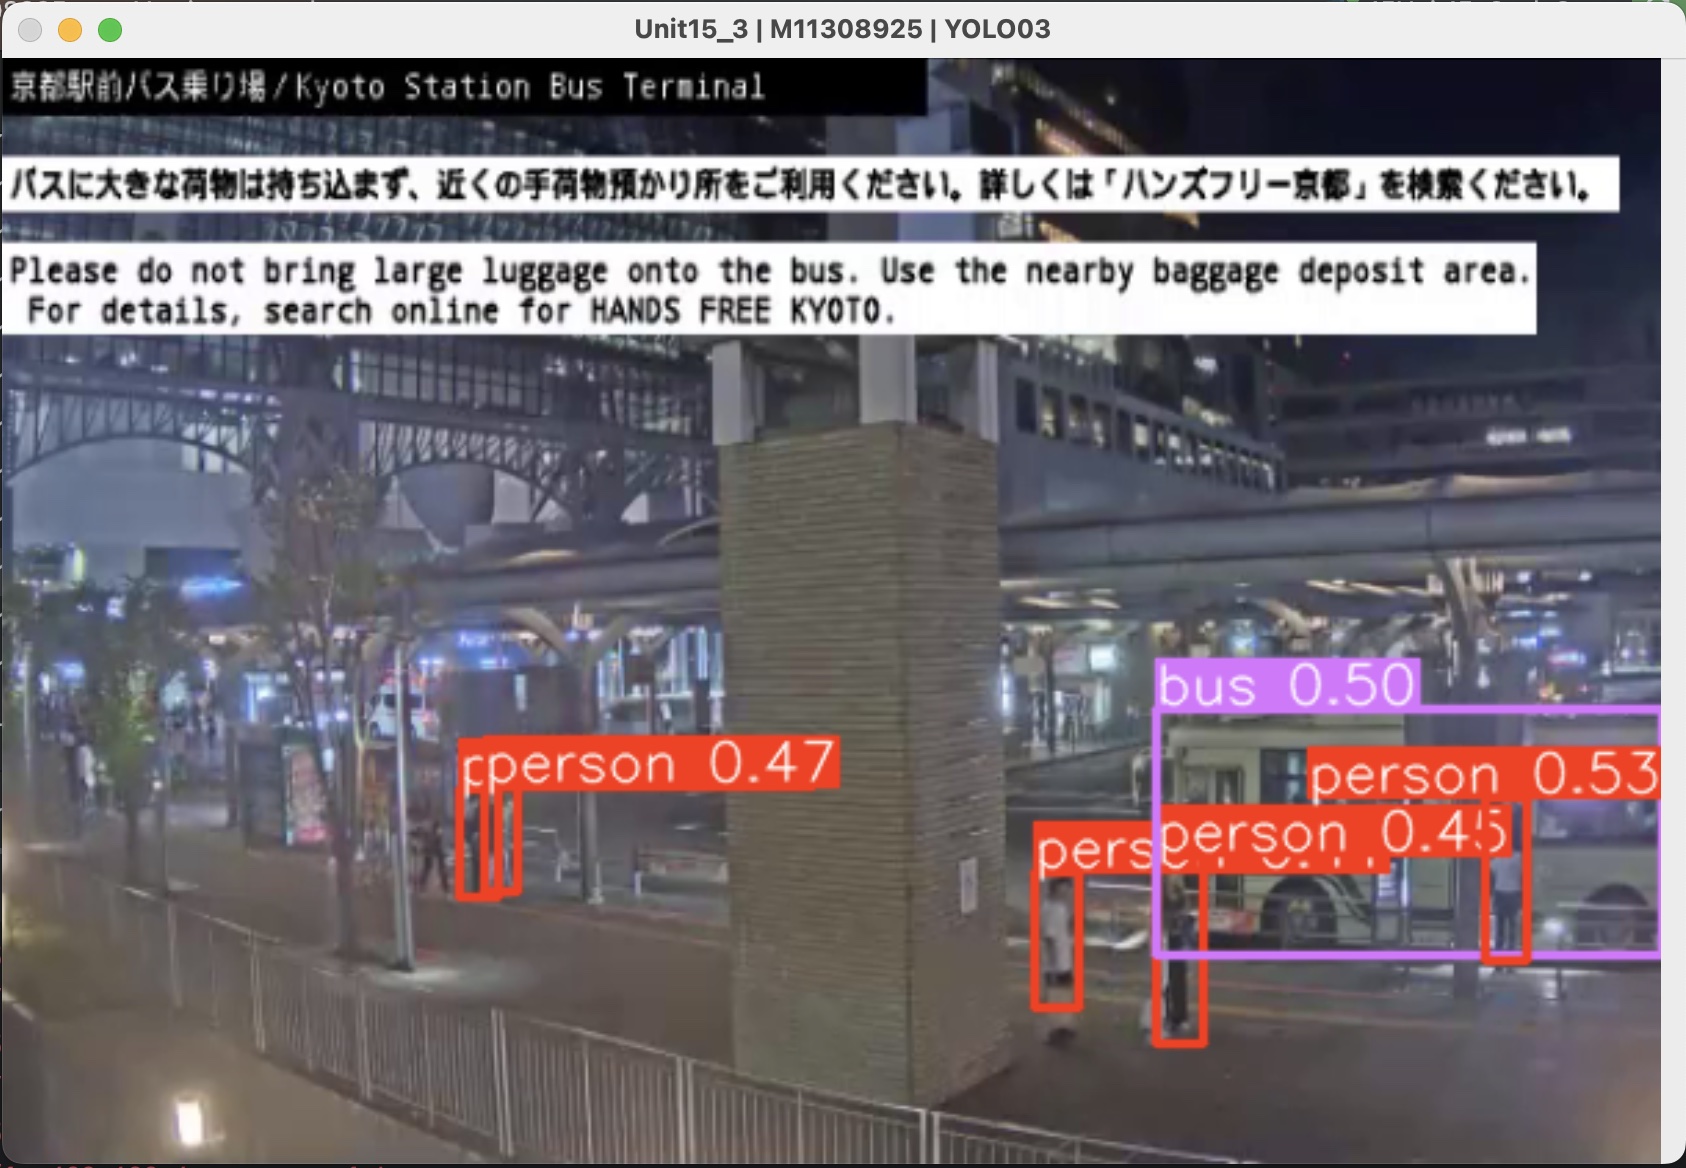 Unit15_3 | M11308925 | YOLO03
京都駅前バス乗り場/Kyoto Station Bus Terminal
バスに大きな荷物は持ち込まず、近くの手荷物預かり所をご利用ください。詳しくは「ハンズフリー京都」を検索ください。
Please do not bring large luggage onto the bus. Use the nearby baggage deposit area.
For details, search online for HANDS FREE KYOTO.
bus 0.50
person 0.47
person 0.53
person 0.45